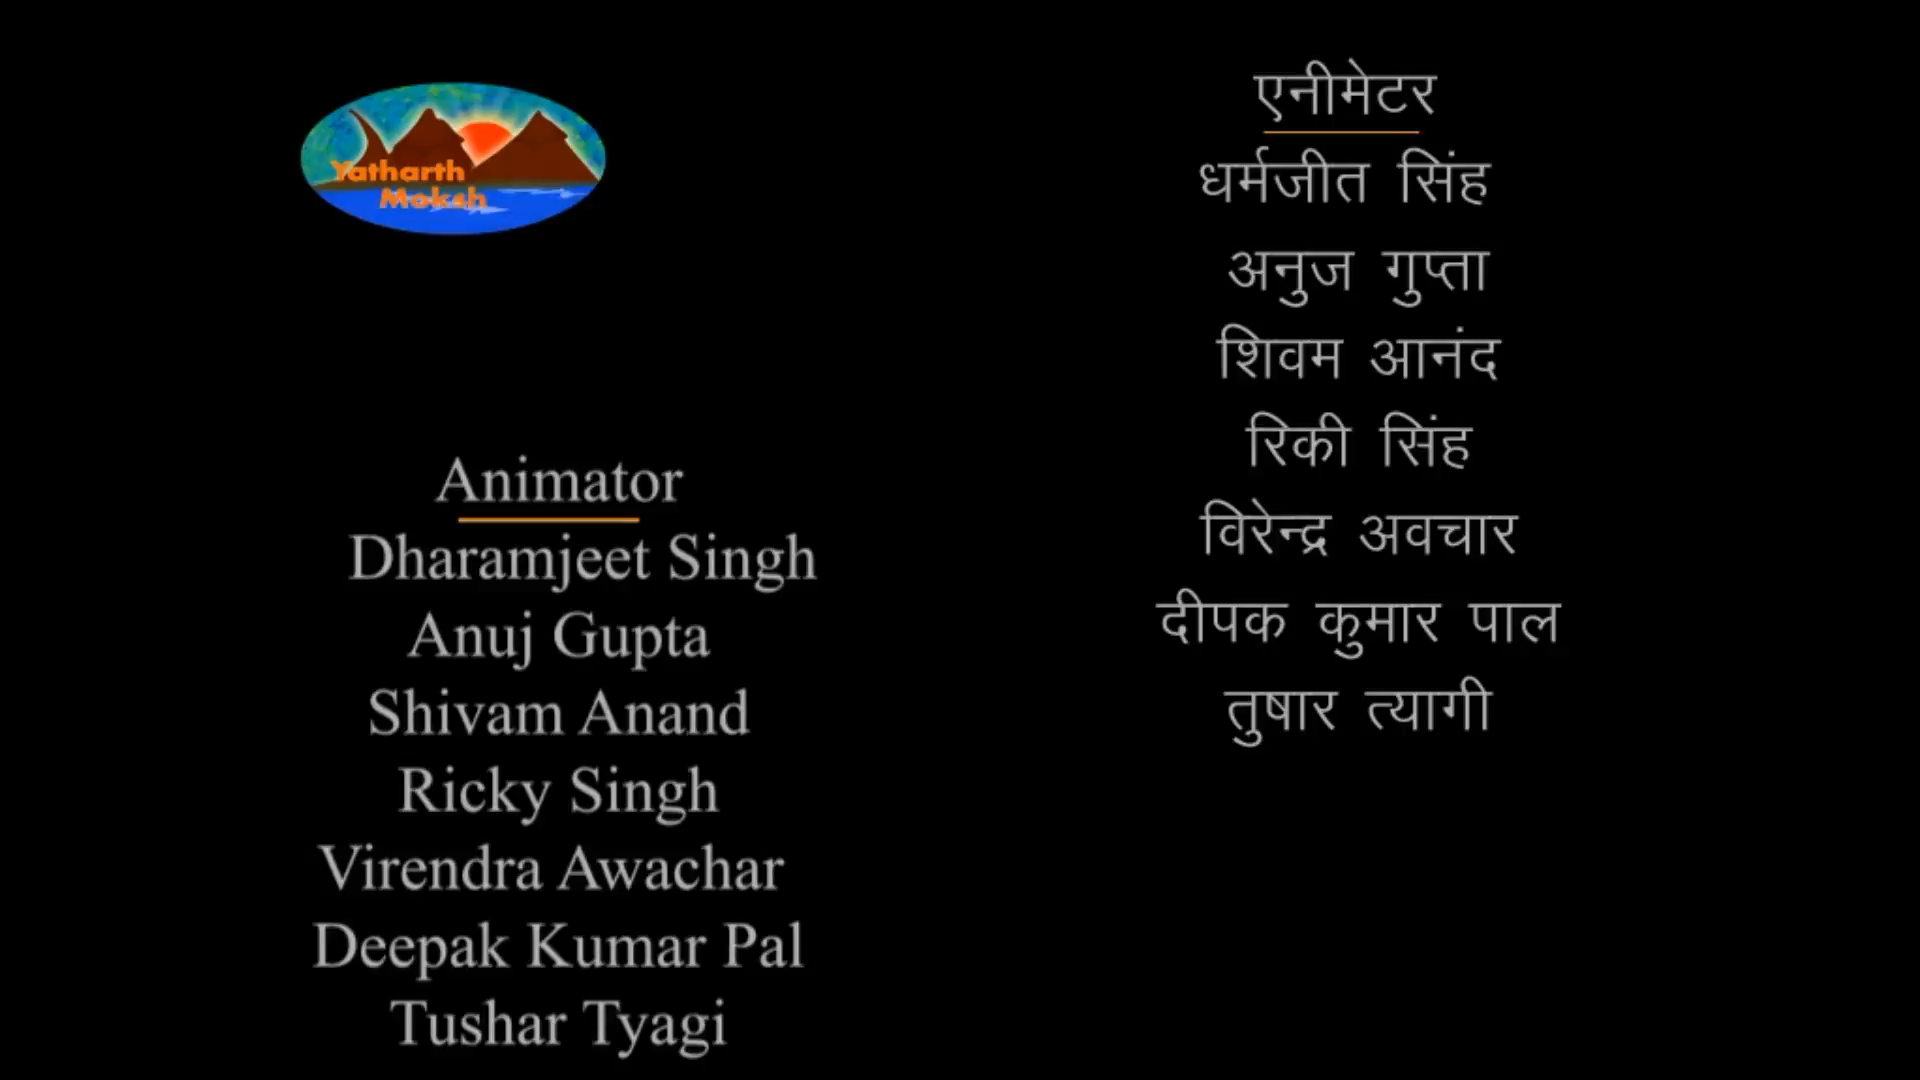 Yatharth
Moksh
Animator
Dharamjeet Singh
Anuj Gupta
Shivam Anand
Ricky Singh
Virendra Awachar
Deepak Kumar Pal
Tushar Tyagi
एनीमेटर
धर्मजीत सिंह
अनुज गुप्ता
शिवम आनंद
रिकी सिंह
विरेन्द्र अवचार
दीपक कुमार पाल
तुषार त्यागी